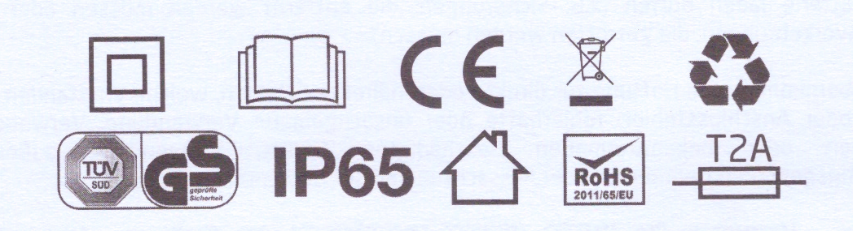 CE
TÜV
SÜD
GS
geprüfte
Sicherheit
IP65
RoHS
2011/65/EU
T2A